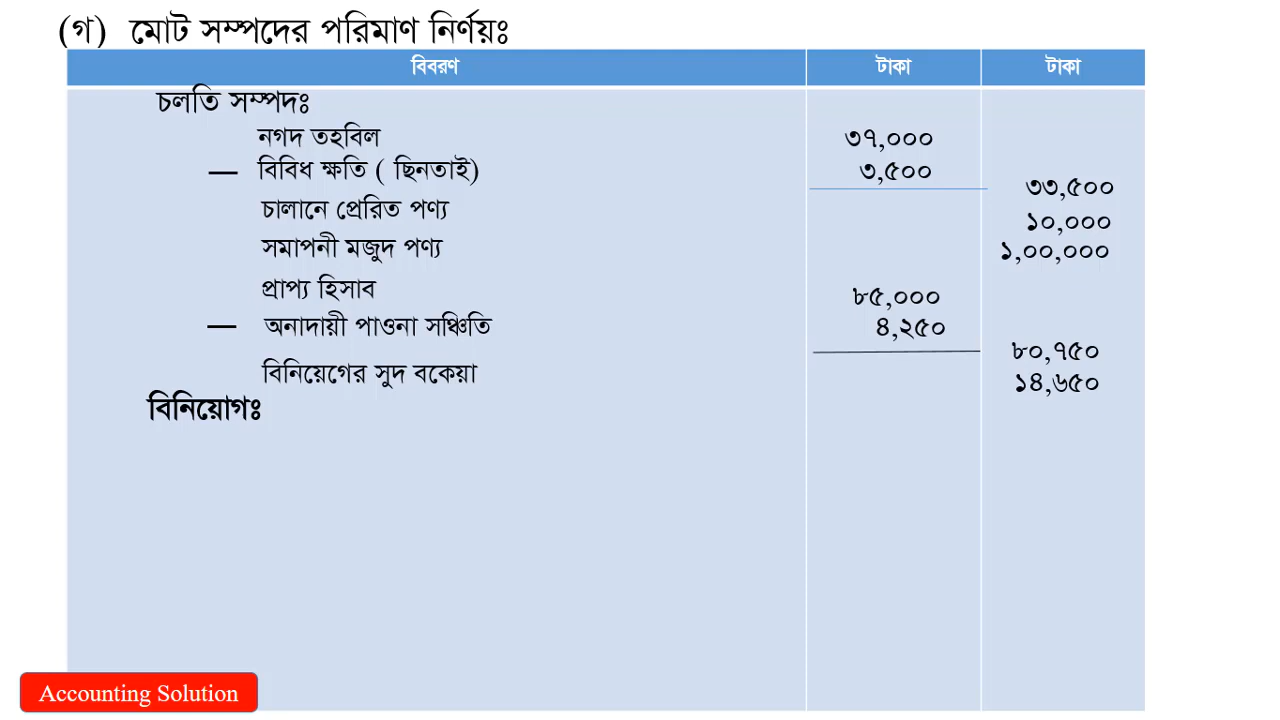 (গ) মোট সম্পদের পরিমাণ নির্ণয়ঃ
বিবরণ টাকা টাকা
চলতি সম্পদঃ
নগদ তহবিল ৩৭,০০০
— বিবিধ ক্ষতি ( ছিনতাই) ৩,৫০০ ৩৩,৫০০
চালানে প্রেরিত পণ্য ১০,০০০
সমাপনী মজুদ পণ্য ১,০০,০০০
প্রাপ্য হিসাব ৮৫,০০০
— অনাদায়ী পাওনা সঞ্চিতি ৪,২৫০ ৮০,৭৫০
বিনিয়েগের সুদ বকেয়া ১৪,৬৫০
বিনিয়োগঃ
Accounting Solution